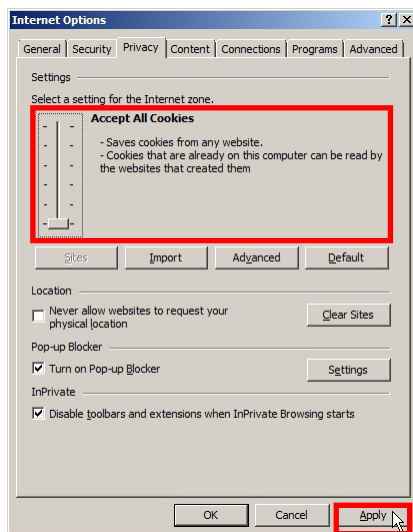 Internet Options
General Security Privacy Content Connections Programs Advanced
Settings
Select a setting for the Internet zone.
Accept All Cookies
- Saves cookies from any website.
- Cookies that are already on this computer can be read by
the websites that created them
Sites Import Advanced Default
Location
Never allow websites to request your
physical location
Clear Sites
Pop-up Blocker
Turn on Pop-up Blocker
Settings
InPrivate
Disable toolbars and extensions when InPrivate Browsing starts
OK Cancel Apply